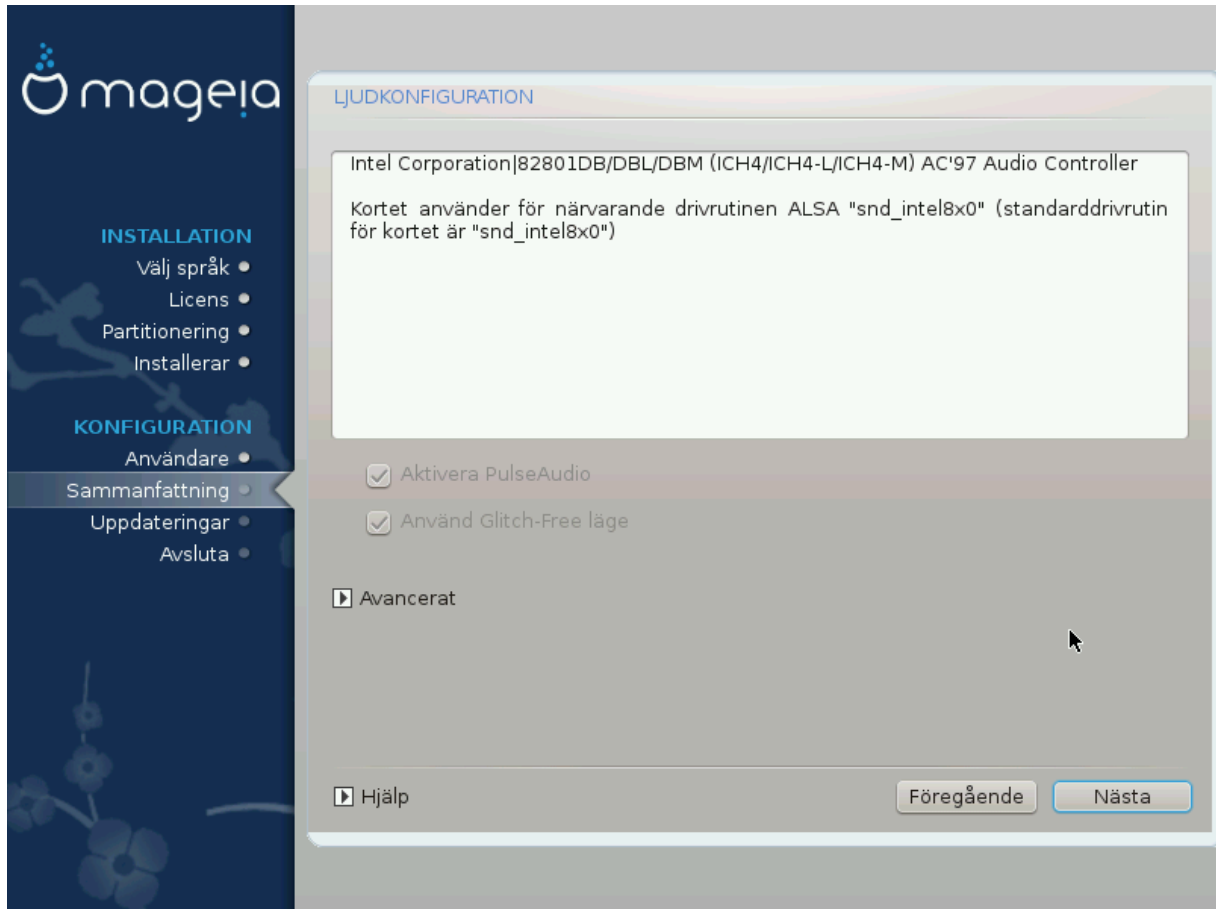 mageia
INSTALLATION
Välj språk
Licens
Partitionering
Installerar
KONFIGURATION
Användare
Sammanfattning
Uppdateringar
Avsluta
LJUDKONFIGURATION
Intel Corporation|82801DB/DBL/DBM (ICH4/ICH4-L/ICH4-M) AC'97 Audio Controller
Kortet använder för närvarande drivrutinen ALSA "snd_intel8x0" (standarddrivrutin
för kortet är "snd_intel8x0")
Aktivera PulseAudio
Använd Glitch-Free läge
Avancerat
Hjälp
Föregående
Nästa